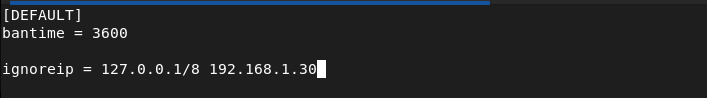 [DEFAULT]
bantime = 3600
ignoreip = 127.0.0.1/8 192.168.1.30